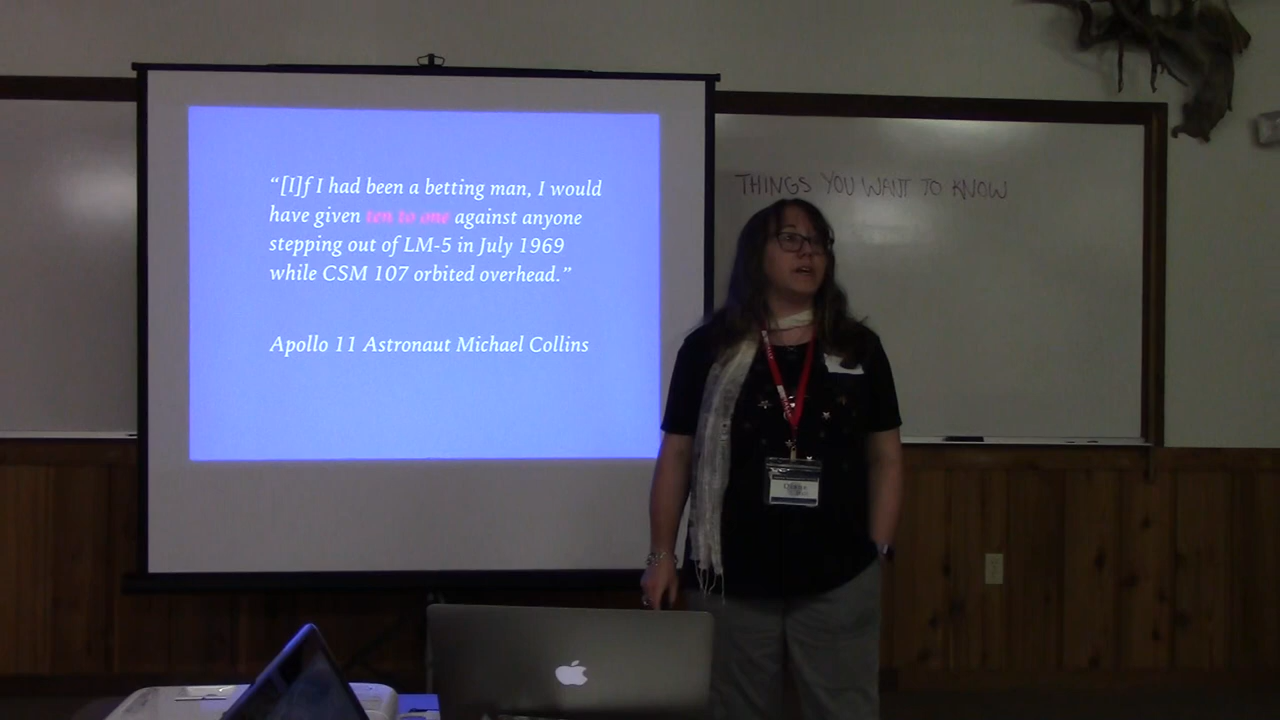 “[I]f I had been a betting man, I would
have given ten to one against anyone
stepping out of LM-5 in July 1969
while CSM 107 orbited overhead.”
Apollo 11 Astronaut Michael Collins
THINGS YOU WANT TO KNOW